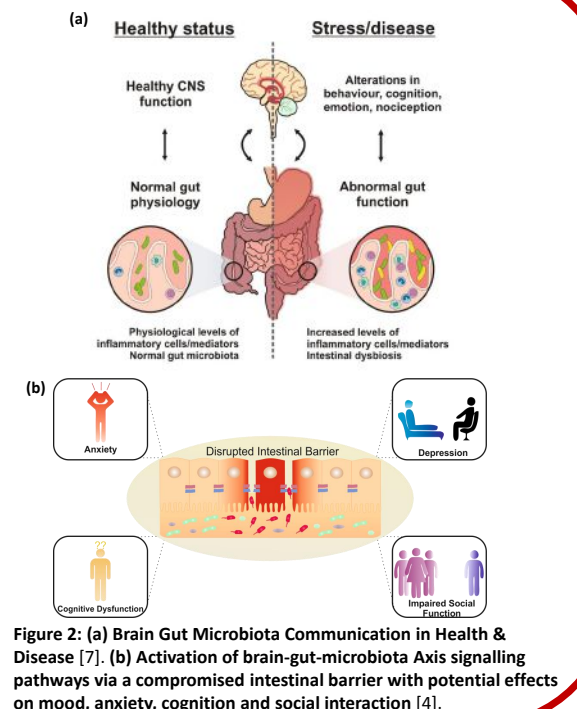 (a)
Healthy status
Stress/disease
Healthy CNS
function
Alterations in
behaviour, cognition,
emotion, nociception
Normal gut
physiology
Abnormal gut
function
Physiological levels of
inflammatory cells/mediators
Normal gut microbiota
Increased levels of
inflammatory cells/mediators
Intestinal dysbiosis
(b)
Anxiety
Disrupted Intestinal Barrier
Depression
??
Cognitive Dysfunction
Impaired Social
Function
Figure 2: (a) Brain Gut Microbiota Communication in Health &
Disease [7]. (b) Activation of brain-gut-microbiota Axis signalling
pathways via a compromised intestinal barrier with potential effects
on mood, anxiety, cognition and social interaction [4].